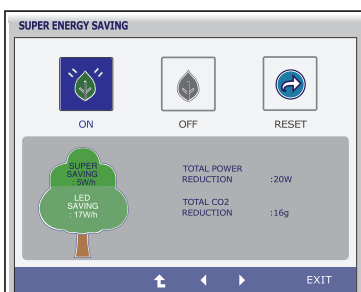 SUPER ENERGY SAVING
ON
OFF
RESET
SUPER
SAVING
: 5W/h
LED
SAVING
: 17W/h
TOTAL POWER
REDUCTION :20W
TOTAL CO2
REDUCTION :16g
EXIT